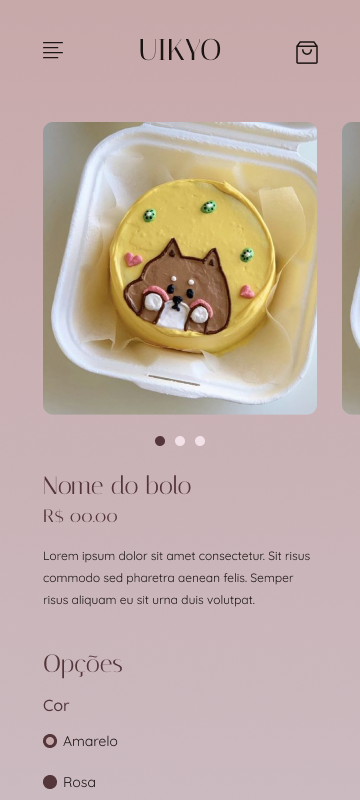 UIKYO
Nome do bolo
R$ 00.00
Lorem ipsum dolor sit amet consectetur. Sit risus
commodo sed pharetra aenean felis. Semper
risus aliquam eu sit urna duis volutpat.
Opções
Cor
Amarelo
Rosa